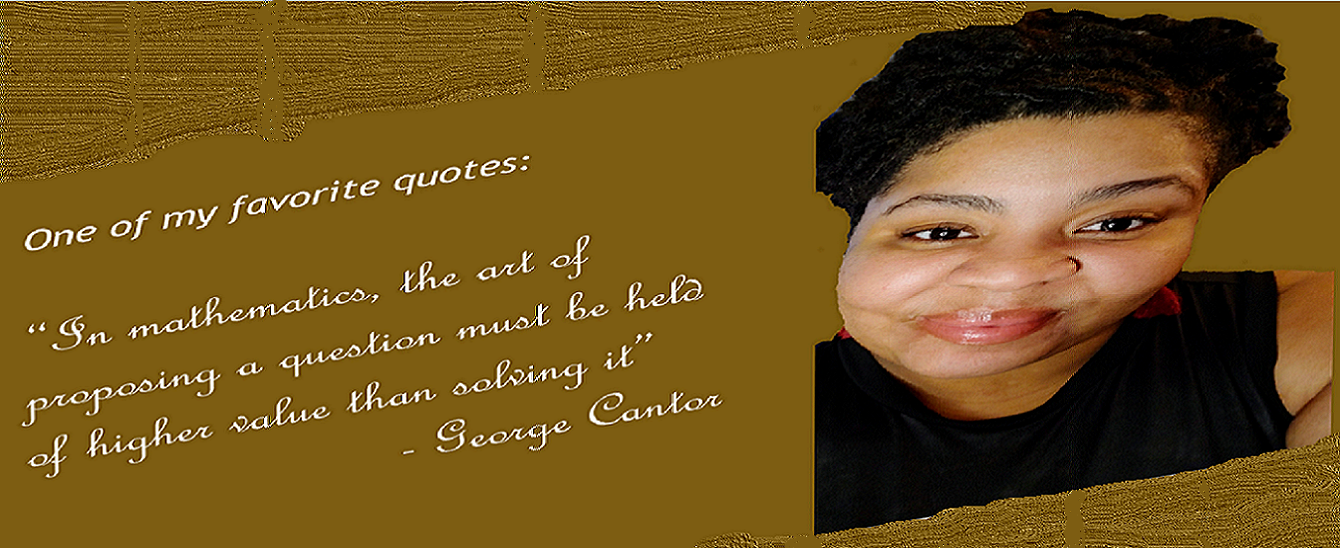 One of my favorite quotes:
“In mathematics, the art of
proposing a question must be held
of higher value than solving it”
- George Cantor